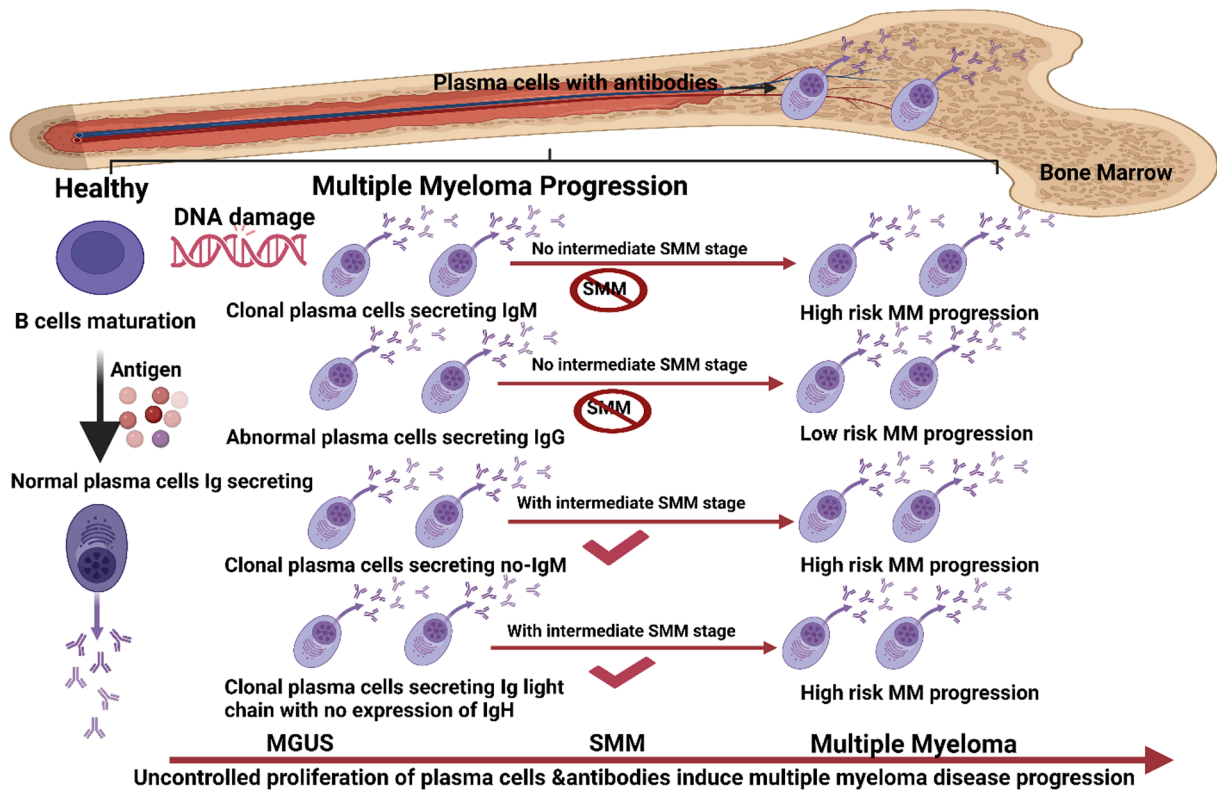 Plasma cells with antibodies
Bone Marrow
Healthy
Multiple Myeloma Progression
DNA damage
B cells maturation
Antigen
Normal plasma cells Ig secreting
No intermediate SMM stage
SMM
Clonal plasma cells secreting IgM
High risk MM progression
No intermediate SMM stage
SMM
Abnormal plasma cells secreting IgG
Low risk MM progression
With intermediate SMM stage
Clonal plasma cells secreting no-IgM
High risk MM progression
With intermediate SMM stage
Clonal plasma cells secreting Ig light
chain with no expression of IgH
High risk MM progression
MGUS
SMM
Multiple Myeloma
Uncontrolled proliferation of plasma cells &antibodies induce multiple myeloma disease progression